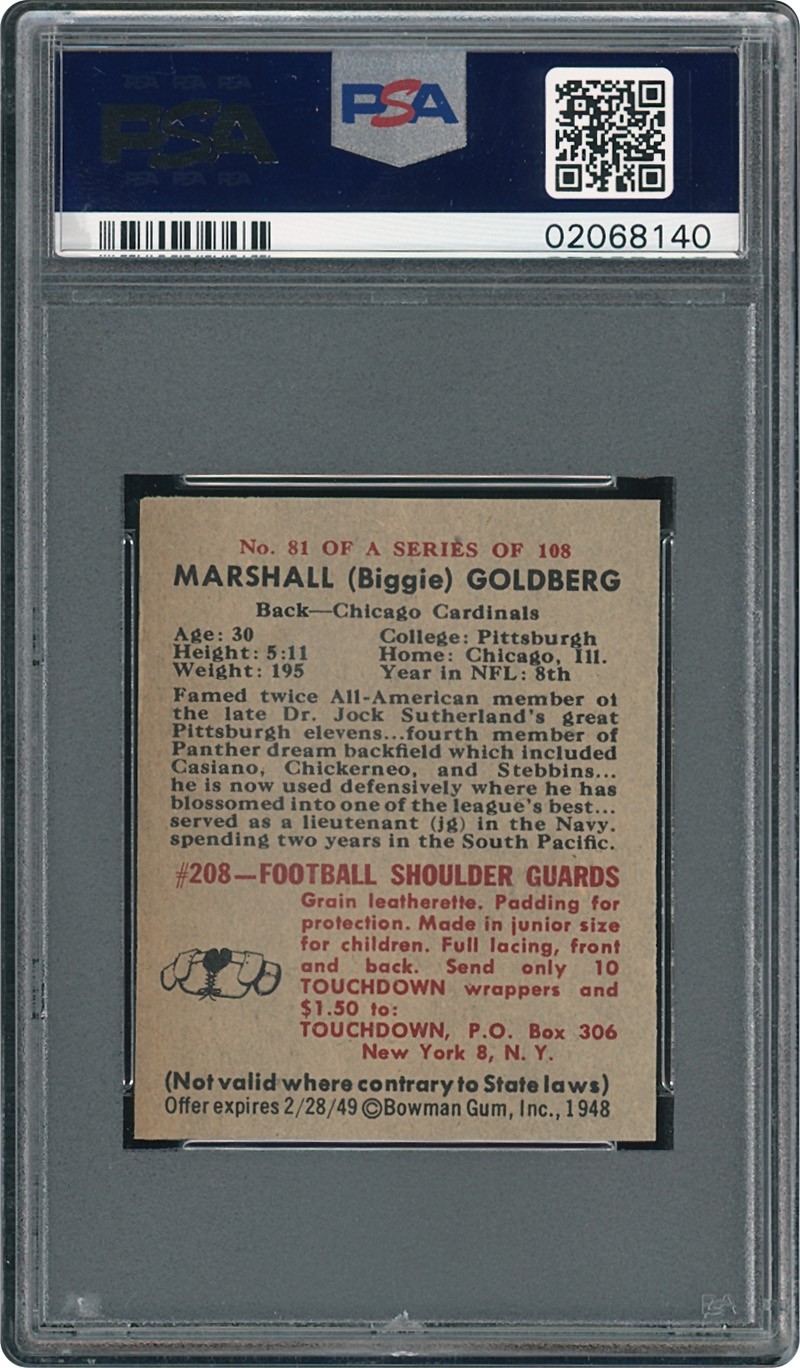 PSA PSA PSA
PSA
PSA PSA PSA
PSA
02068140
No. 81 OF A SERIES OF 108
MARSHALL (Biggie) GOLDBERG
Back—Chicago Cardinals
Age: 30
Height: 5:11
Weight: 195
College: Pittsburgh
Home: Chicago, Ill.
Year in NFL: 8th
Famed twice All-American member of
the late Dr. Jock Sutherland's great
Pittsburgh elevens...fourth member of
Panther dream backfield which included
Casiano, Chickerneo, and Stebbins...
he is now used defensively where he has
blossomed into one of the league's best...
served as a lieutenant (jg) in the Navy.
spending two years in the South Pacific.
#208—FOOTBALL SHOULDER GUARDS
Grain leatherette. Padding for
protection. Made in junior size
for children. Full lacing, front
and back. Send only 10
TOUCHDOWN wrappers and
$1.50 to:
TOUCHDOWN, P.O. Box 306
New York 8, N. Y.
(Not valid where contrary to State laws)
Offer expires 2/28/49 ©Bowman Gum, Inc., 1948
PSA